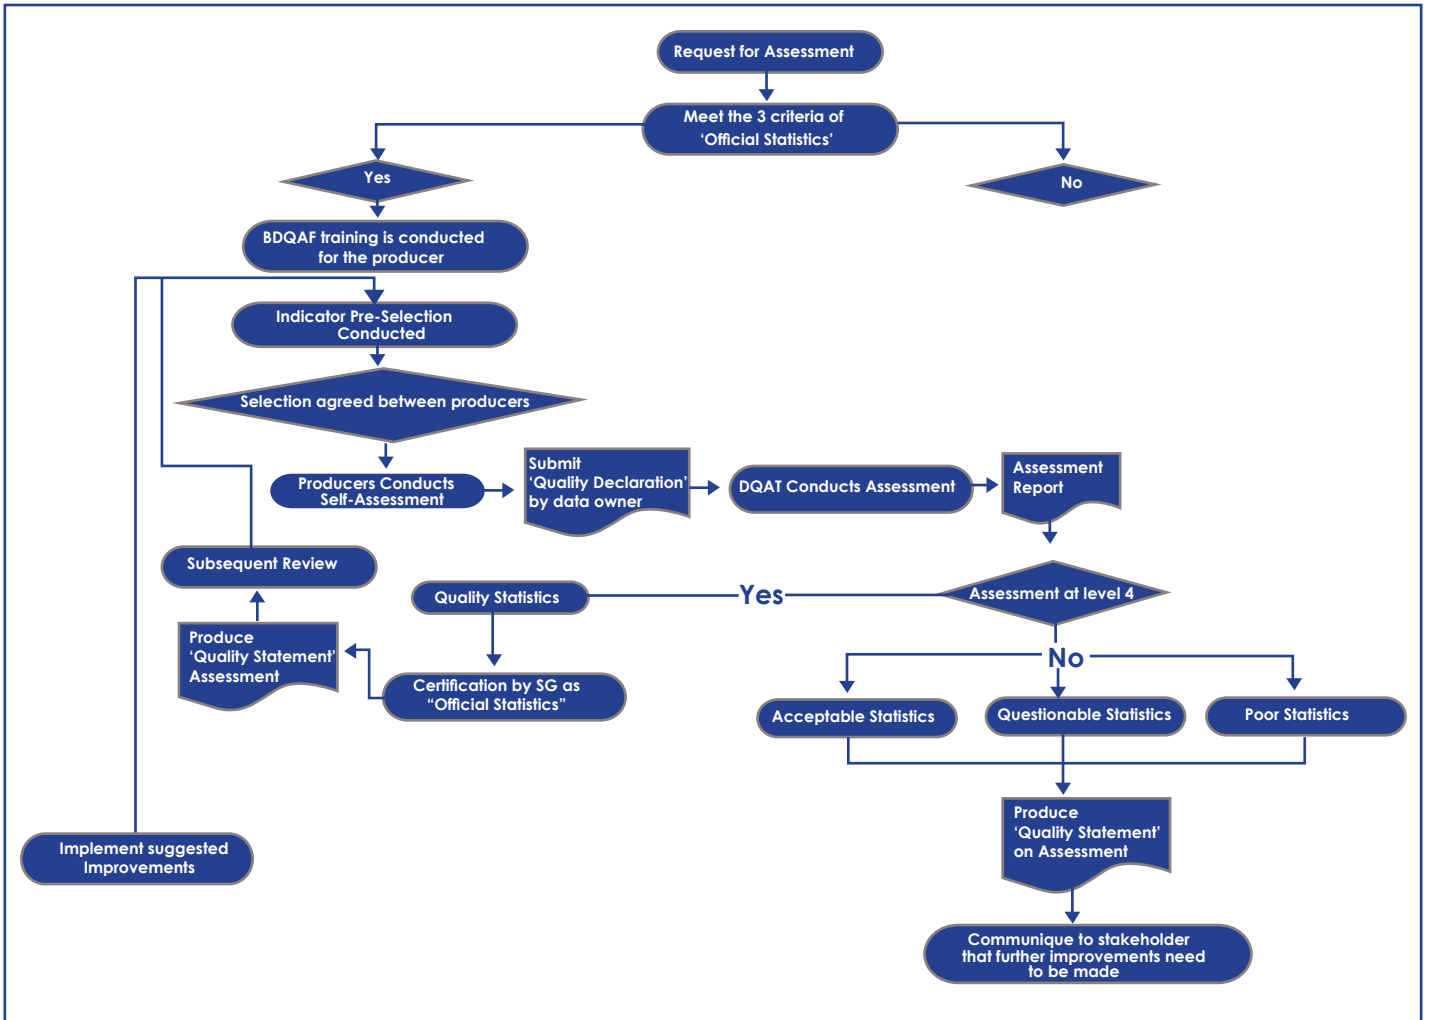 Request for Assessment
Meet the 3 criteria of
‘Official Statistics’
Yes
No
BDQAF training is conducted
for the producer
Indicator Pre-Selection
Conducted
Selection agreed between producers
Producers Conducts
Self-Assessment
Submit
‘Quality Declaration’
by data owner
DQAT Conducts Assessment
Assessment
Report
Subsequent Review
Quality Statistics
Yes
Assessment at level 4
Produce
‘Quality Statement’
Assessment
Certification by SG as
“Official Statistics”
No
Acceptable Statistics
Questionable Statistics
Poor Statistics
Produce
‘Quality Statement’
on Assessment
Implement suggested
Improvements
Communique to stakeholder
that further improvements need
to be made